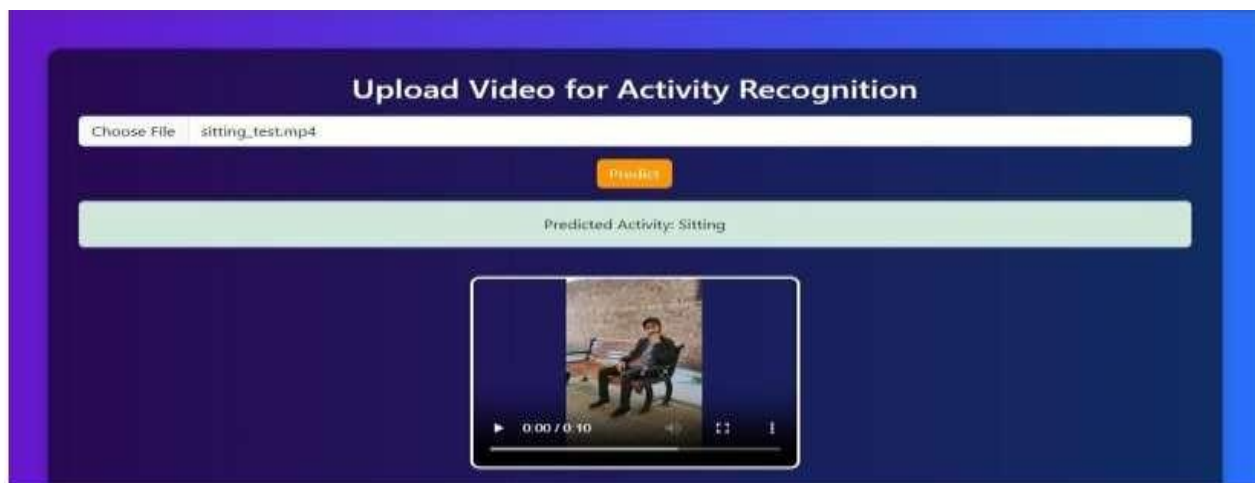 Upload Video for Activity Recognition
Choose File sitting_test.mp4
Predict
Predicted Activity: Sitting
0:00 / 0:10